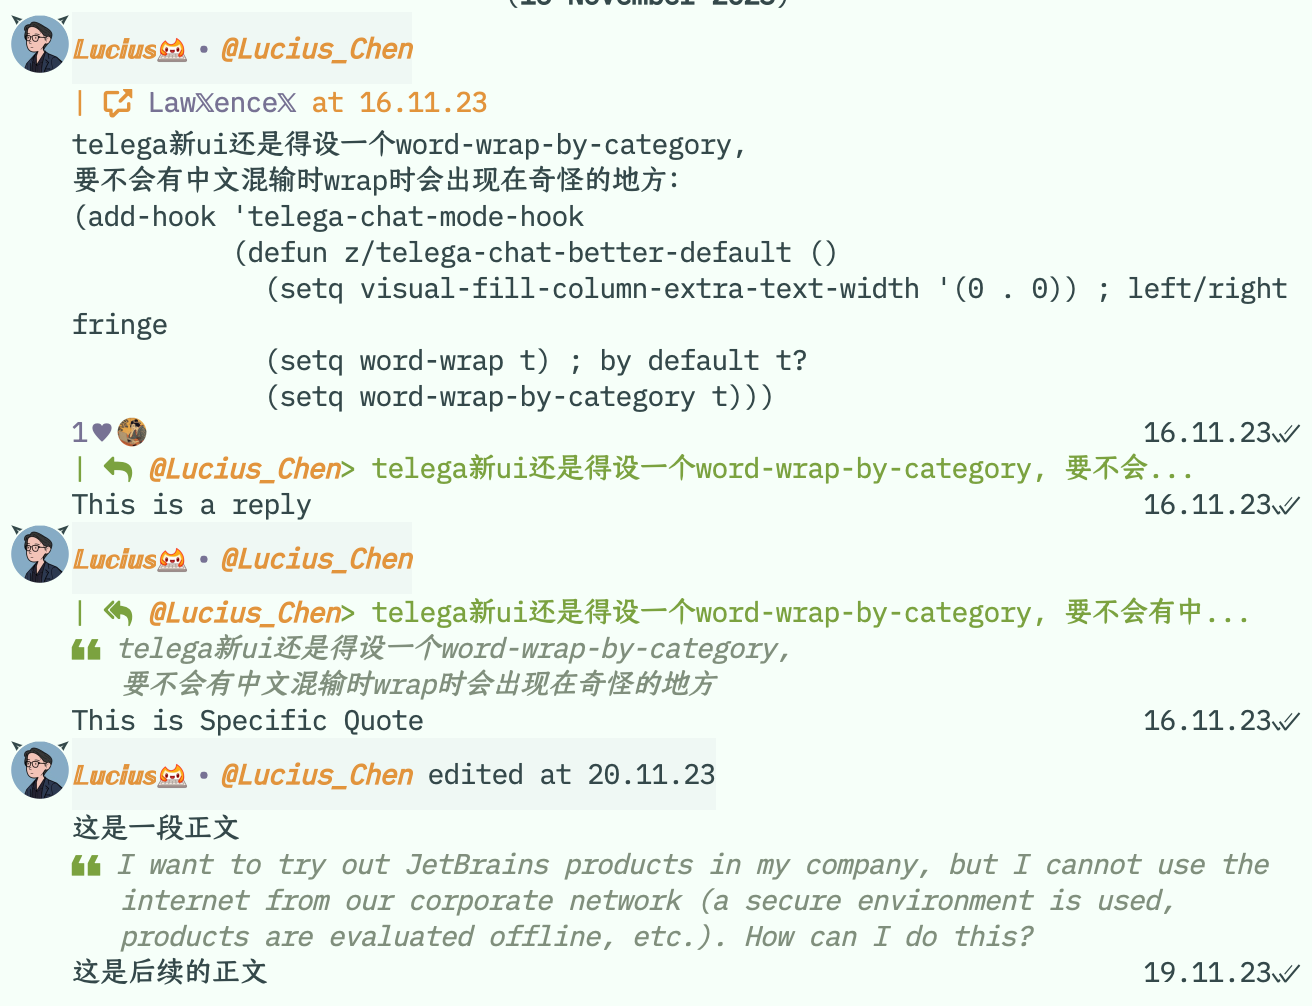 (16 November 2023)
Lucius • @Lucius_Chen
| Law𝕏ence𝕏 at 16.11.23
telega新ui还是得设一个word-wrap-by-category,
要不会有中文混输时wrap时会出现在奇怪的地方:
(add-hook 'telega-chat-mode-hook
(defun z/telega-chat-better-default ()
(setq visual-fill-column-extra-text-width '(0 . 0)) ; left/right
fringe
(setq word-wrap t) ; by default t?
(setq word-wrap-by-category t)))
1♥ 16.11.23✓✓
| @Lucius_Chen> telega新ui还是得设一个word-wrap-by-category, 要不会...
This is a reply 16.11.23✓✓
Lucius • @Lucius_Chen
| @Lucius_Chen> telega新ui还是得设一个word-wrap-by-category, 要不会有中...
❝ telega新ui还是得设一个word-wrap-by-category,
要不会有中文混输时wrap时会出现在奇怪的地方
This is Specific Quote 16.11.23✓✓
Lucius • @Lucius_Chen edited at 20.11.23
这是一段正文
❝ I want to try out JetBrains products in my company, but I cannot use the
internet from our corporate network (a secure environment is used,
products are evaluated offline, etc.). How can I do this?
这是后续的正文 19.11.23✓✓